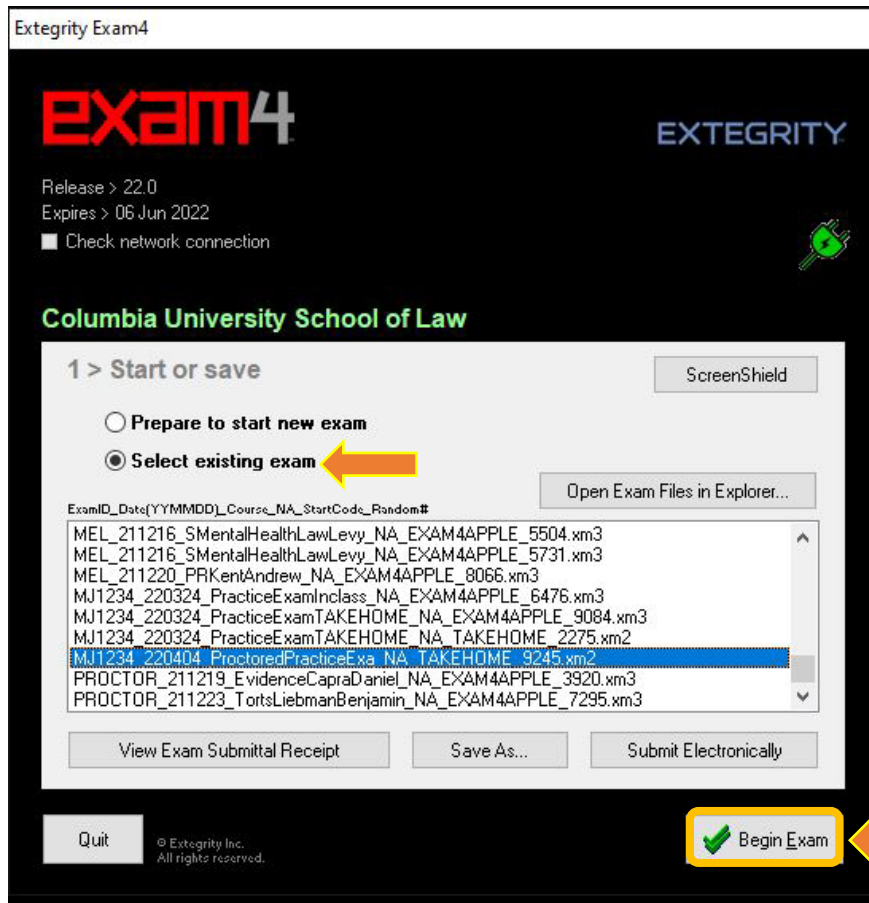 Extegrity Exam4
exam4
EXTEGRITY
Release > 22.0
Expires > 06 Jun 2022
Check network connection
Columbia University School of Law
1 > Start or save
ScreenShield
Prepare to start new exam
Select existing exam
Open Exam Files in Explorer...
ExamID_Date(YYMMDD)_Course_NA_StartCode_Random#
MEL_211216_SMentalHealthLawLevy_NA_EXAM4APPLE_5504.xm3
MEL_211216_SMentalHealthLawLevy_NA_EXAM4APPLE_5731.xm3
MEL_211220_PRKentAndrew_NA_EXAM4APPLE_8066.xm3
MJ1234_220324_PracticeExamInclass_NA_EXAM4APPLE_6476.xm3
MJ1234_220324_PracticeExamTAKEHOME_NA_EXAM4APPLE_9084.xm3
MJ1234_220324_PracticeExamTAKEHOME_NA_TAKEHOME_2275.xm2
MJ1234_220404_ProctoredPracticeExa_NA_TAKEHOME_9245.xm2
PROCTOR_211219_EvidenceCapraDaniel_NA_EXAM4APPLE_3920.xm3
PROCTOR_211223_TortsLiebmanBenjamin_NA_EXAM4APPLE_7295.xm3
View Exam Submittal Receipt
Save As...
Submit Electronically
Quit
© Extegrity Inc.
All rights reserved.
Begin Exam